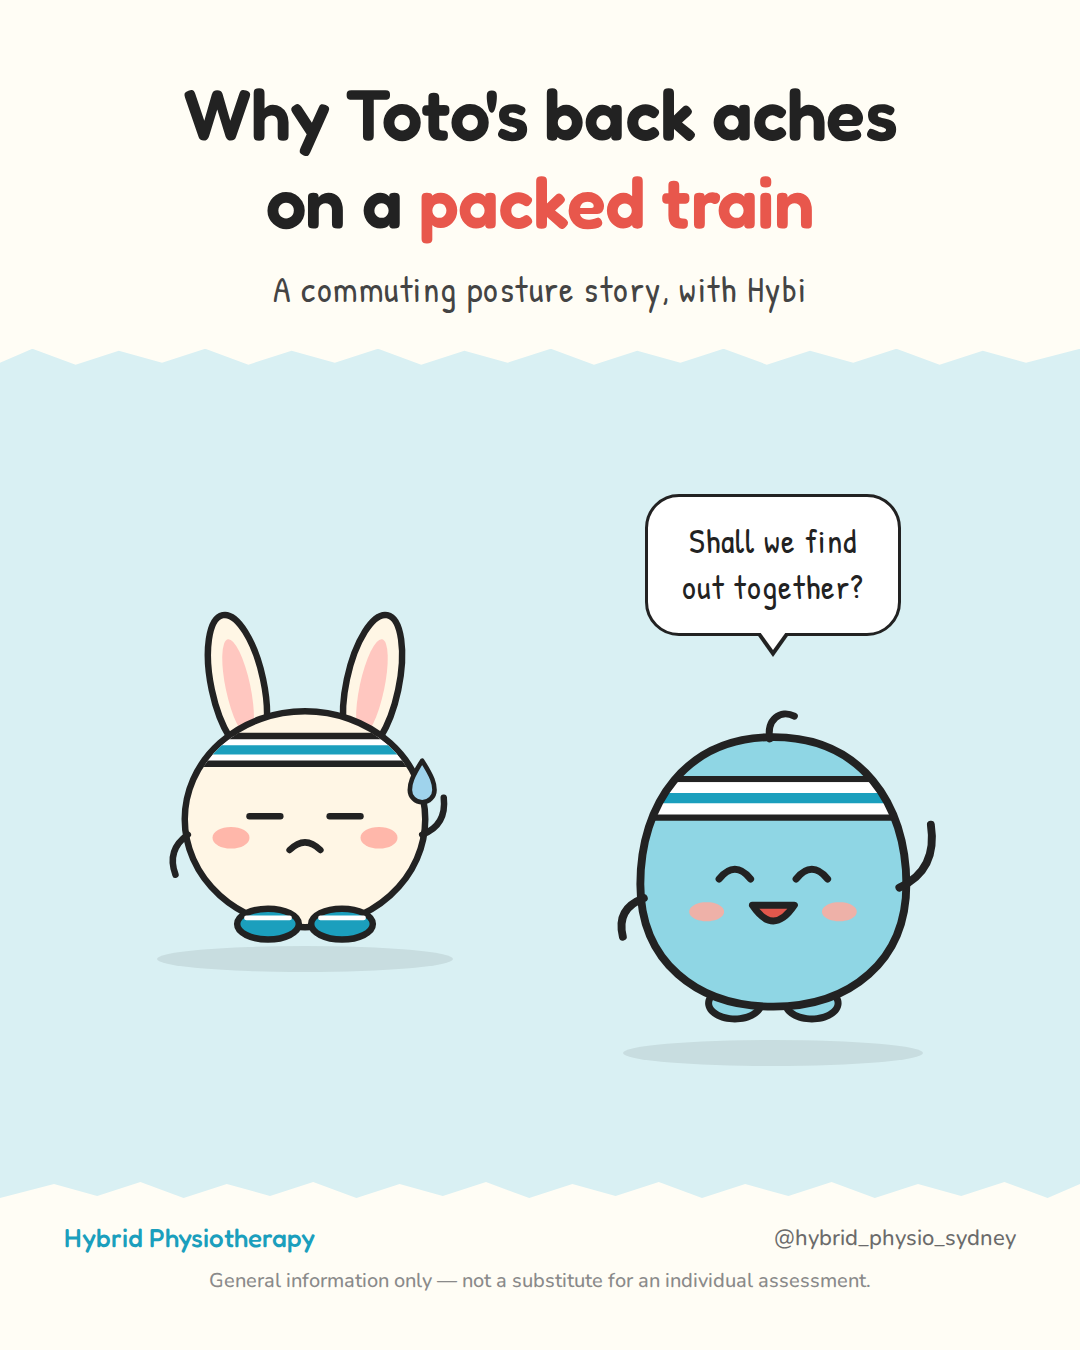 Why Toto's back aches
on a packed train
A commuting posture story, with Hybi
Shall we find
out together?
Hybrid Physiotherapy
@hybrid_physio_sydney
General information only — not a substitute for an individual assessment.